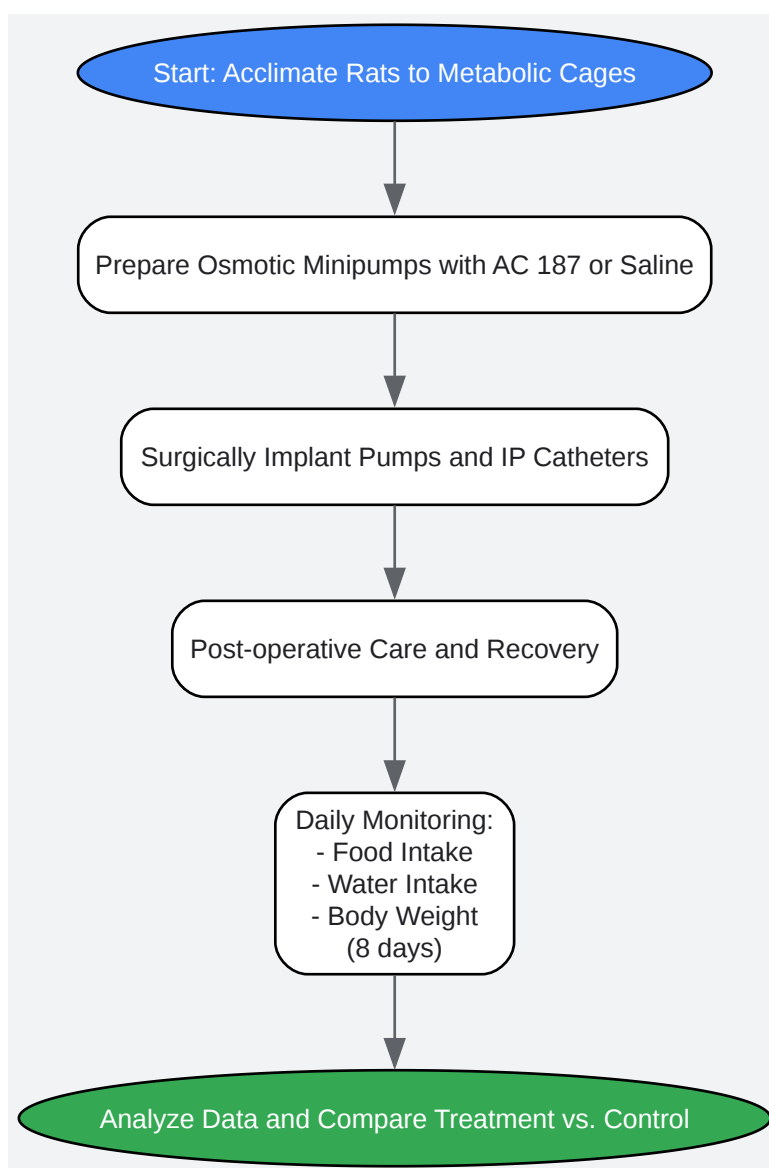 Start: Acclimate Rats to Metabolic Cages
Prepare Osmotic Minipumps with AC 187 or Saline
Surgically Implant Pumps and IP Catheters
Post-operative Care and Recovery
Daily Monitoring:
- Food Intake
- Water Intake
- Body Weight
(8 days)
Analyze Data and Compare Treatment vs. Control